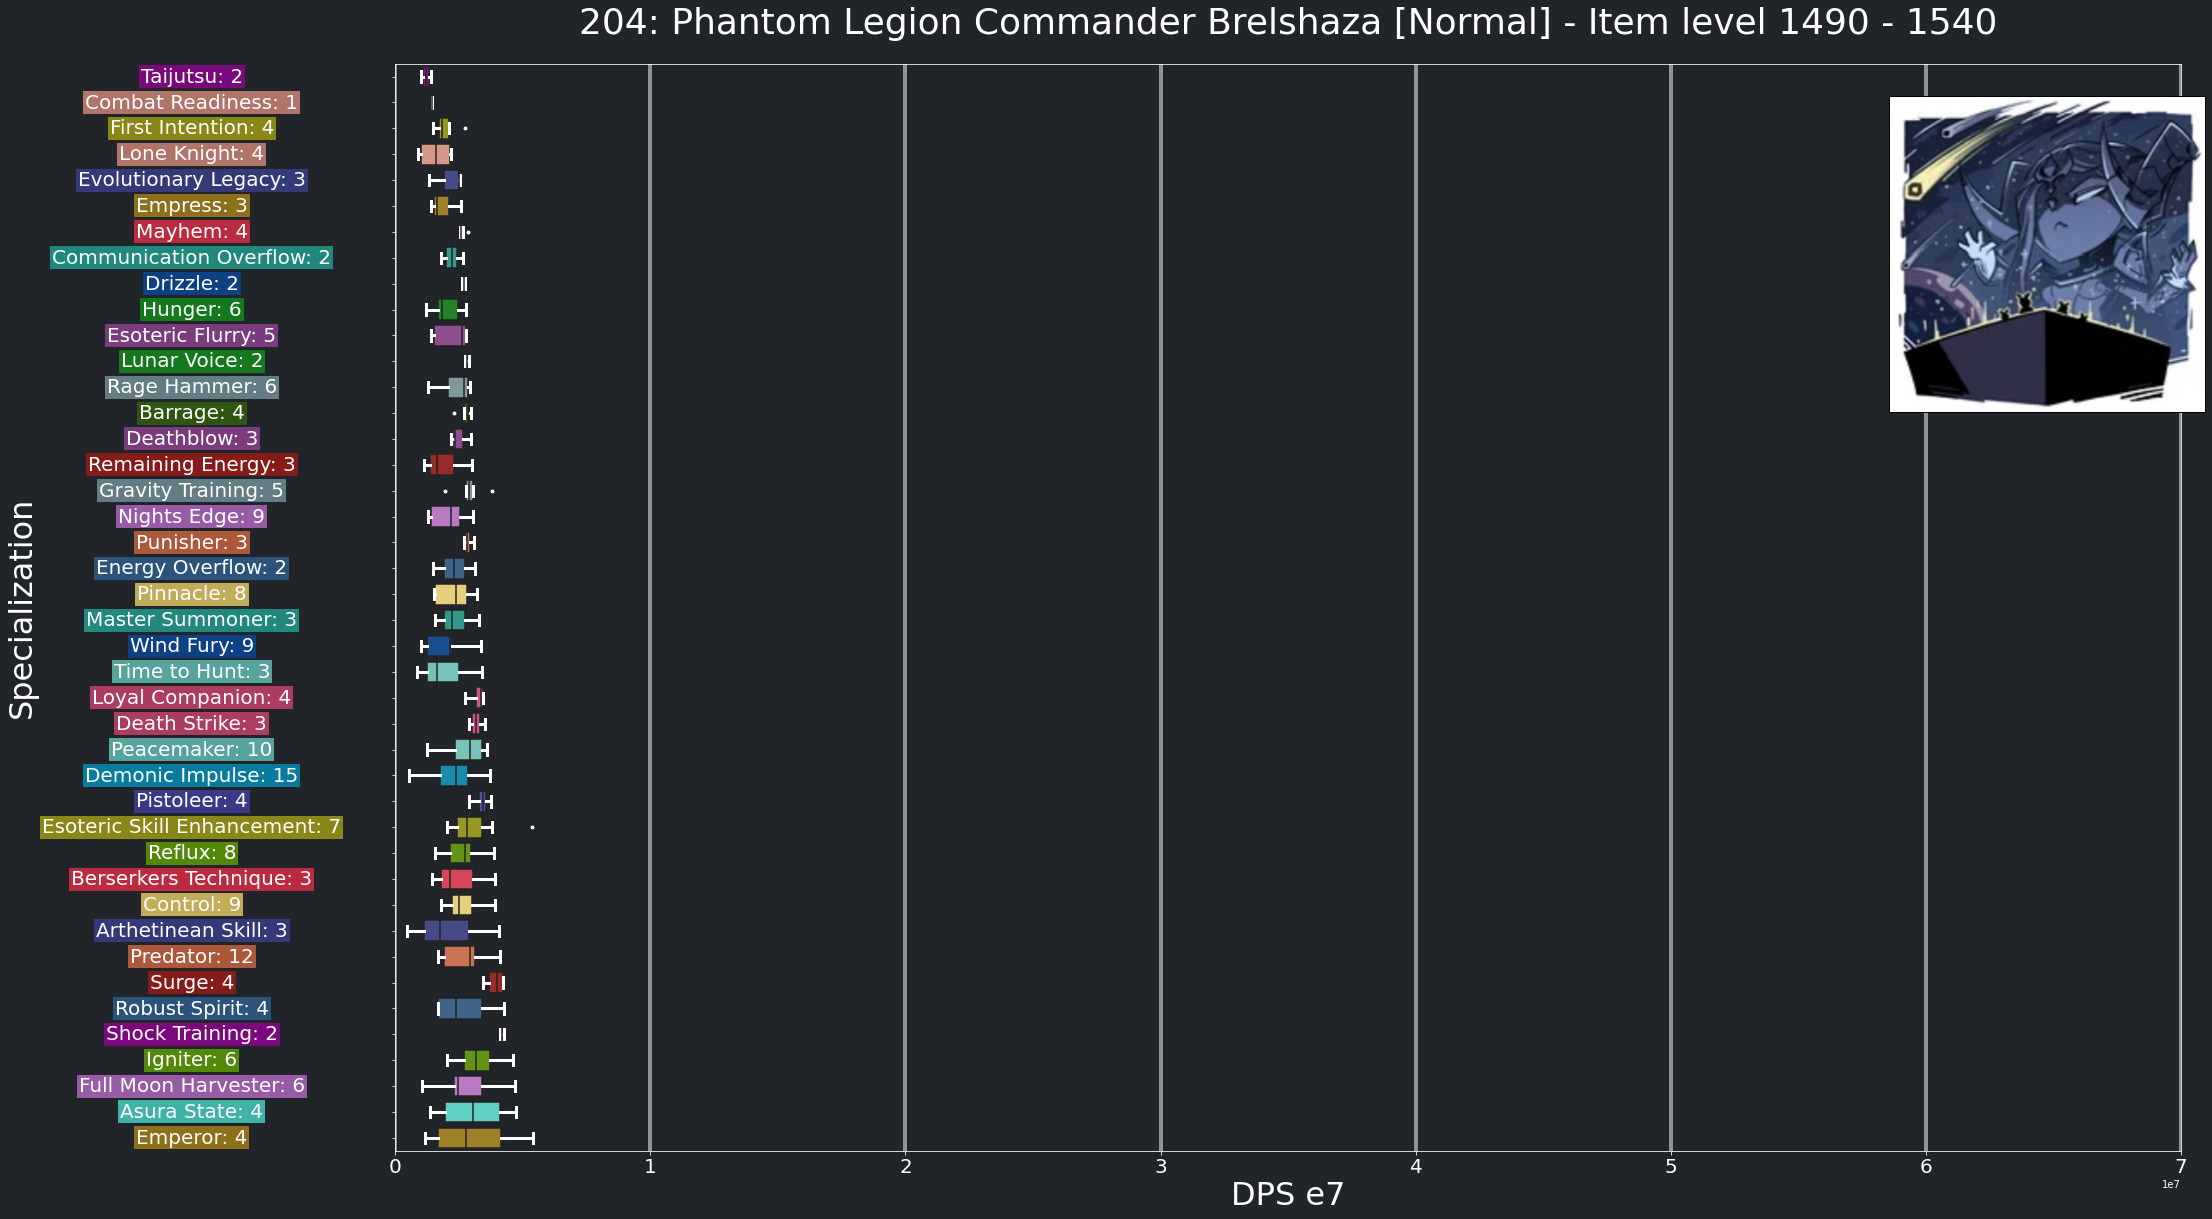 204: Phantom Legion Commander Brelshaza [Normal] - Item level 1490 - 1540
Specialization
Taijutsu: 2
Combat Readiness: 1
First Intention: 4
Lone Knight: 4
Evolutionary Legacy: 3
Empress: 3
Mayhem: 4
Communication Overflow: 2
Drizzle: 2
Hunger: 6
Esoteric Flurry: 5
Lunar Voice: 2
Rage Hammer: 6
Barrage: 4
Deathblow: 3
Remaining Energy: 3
Gravity Training: 5
Nights Edge: 9
Punisher: 3
Energy Overflow: 2
Pinnacle: 8
Master Summoner: 3
Wind Fury: 9
Time to Hunt: 3
Loyal Companion: 4
Death Strike: 3
Peacemaker: 10
Demonic Impulse: 15
Pistoleer: 4
Esoteric Skill Enhancement: 7
Reflux: 8
Berserkers Technique: 3
Control: 9
Arthetinean Skill: 3
Predator: 12
Surge: 4
Robust Spirit: 4
Shock Training: 2
Igniter: 6
Full Moon Harvester: 6
Asura State: 4
Emperor: 4
0 1 2 3 4 5 6 7
1e7
DPS e7